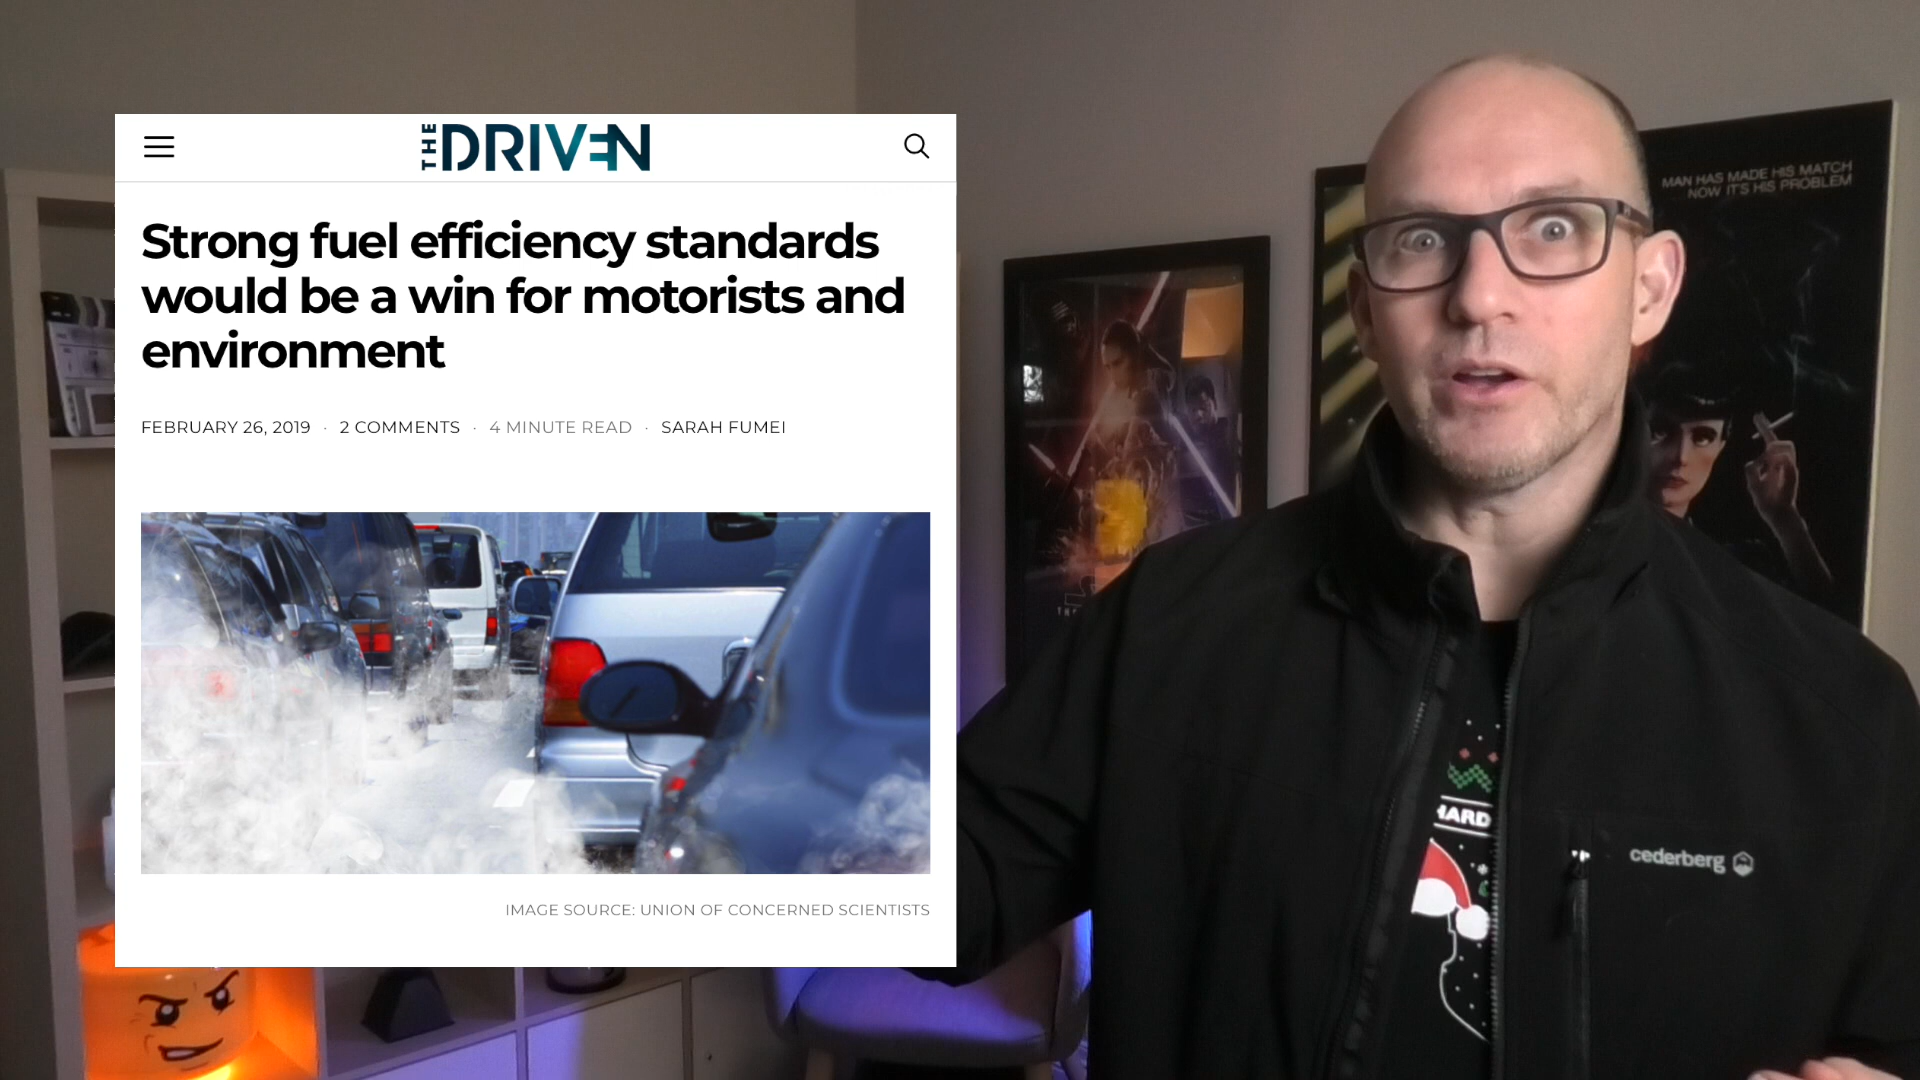 THE DRIVEN
Strong fuel efficiency standards
would be a win for motorists and
environment
FEBRUARY 26, 2019 · 2 COMMENTS · 4 MINUTE READ · SARAH FUMEI
IMAGE SOURCE: UNION OF CONCERNED SCIENTISTS
MAN HAS MADE HIS MATCH
NOW IT'S HIS PROBLEM
HARD
cederberg